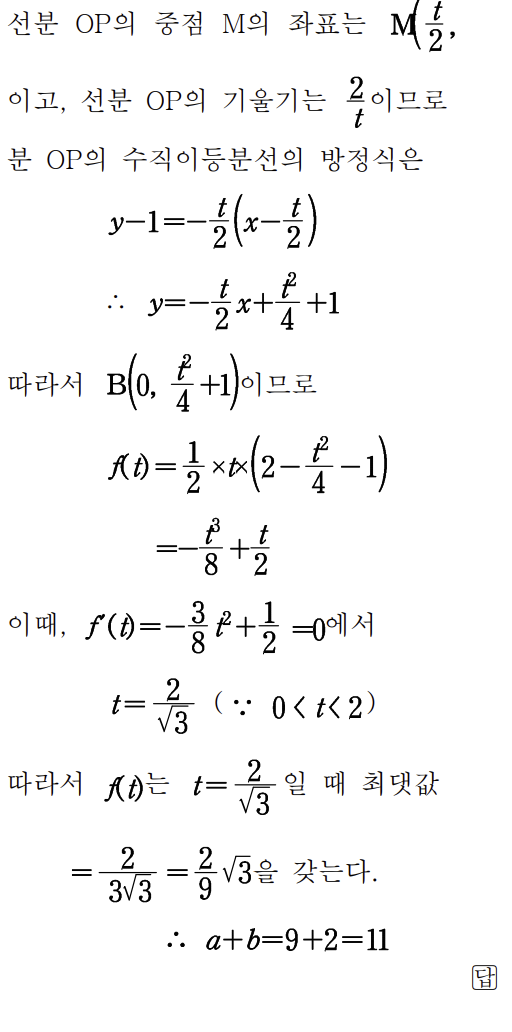 선분 OP의 중점 M의 좌표는 M(t/2,
이고, 선분 OP의 기울기는 2/t 이므로
분 OP의 수직이등분선의 방정식은
y−1=−t/2(x−t/2)
∴ y=−t/2 x+t²/4+1
따라서 B(0, t²/4+1)이므로
f(t)=1/2×t×(2−t²/4−1)
=−t³/8+t/2
이때, f′(t)=−3/8 t²+1/2=0에서
t=2/√3 (∵ 0<t<2)
따라서 f(t)는 t=2/√3 일 때 최댓값
=2/3√3=2/9√3을 갖는다.
∴ a+b=9+2=11
답